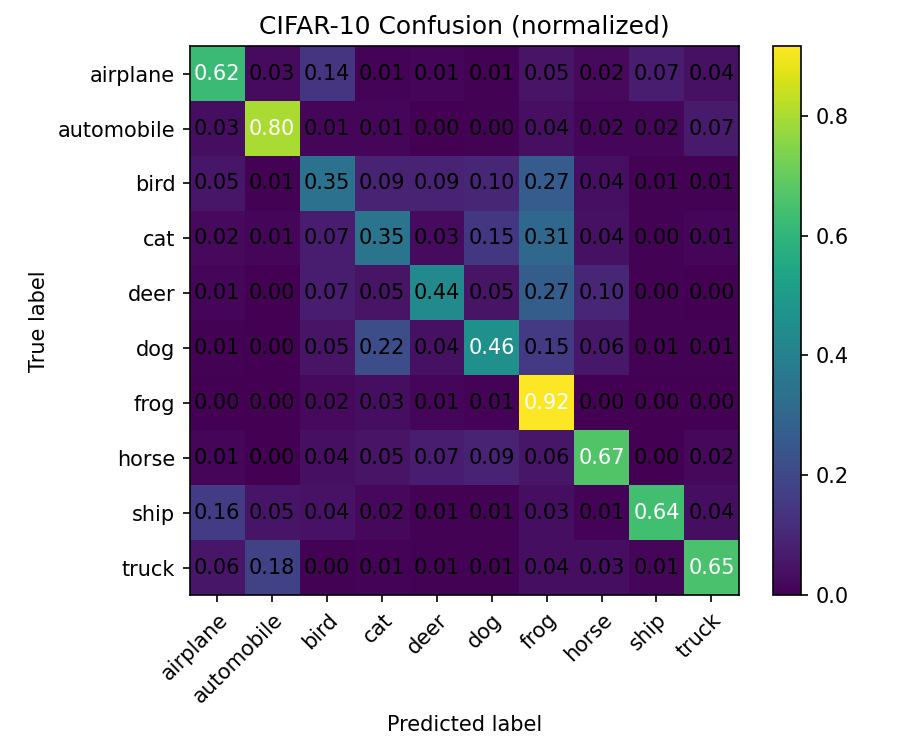 CIFAR-10 Confusion (normalized)
airplane 0.62 0.03 0.14 0.01 0.01 0.01 0.05 0.02 0.07 0.04
automobile 0.03 0.80 0.01 0.01 0.00 0.00 0.04 0.02 0.02 0.07
bird 0.05 0.01 0.35 0.09 0.09 0.10 0.27 0.04 0.01 0.01
cat 0.02 0.01 0.07 0.35 0.03 0.15 0.31 0.04 0.00 0.01
deer 0.01 0.00 0.07 0.05 0.44 0.05 0.27 0.10 0.00 0.00
dog 0.01 0.00 0.05 0.22 0.04 0.46 0.15 0.06 0.01 0.01
frog 0.00 0.00 0.02 0.03 0.01 0.01 0.92 0.00 0.00 0.00
horse 0.01 0.00 0.04 0.05 0.07 0.09 0.06 0.67 0.00 0.02
ship 0.16 0.05 0.04 0.02 0.01 0.01 0.03 0.01 0.64 0.04
truck 0.06 0.18 0.00 0.01 0.01 0.01 0.04 0.03 0.01 0.65
airplane automobile bird cat deer dog frog horse ship truck
Predicted label
True label
0.8
0.6
0.4
0.2
0.0